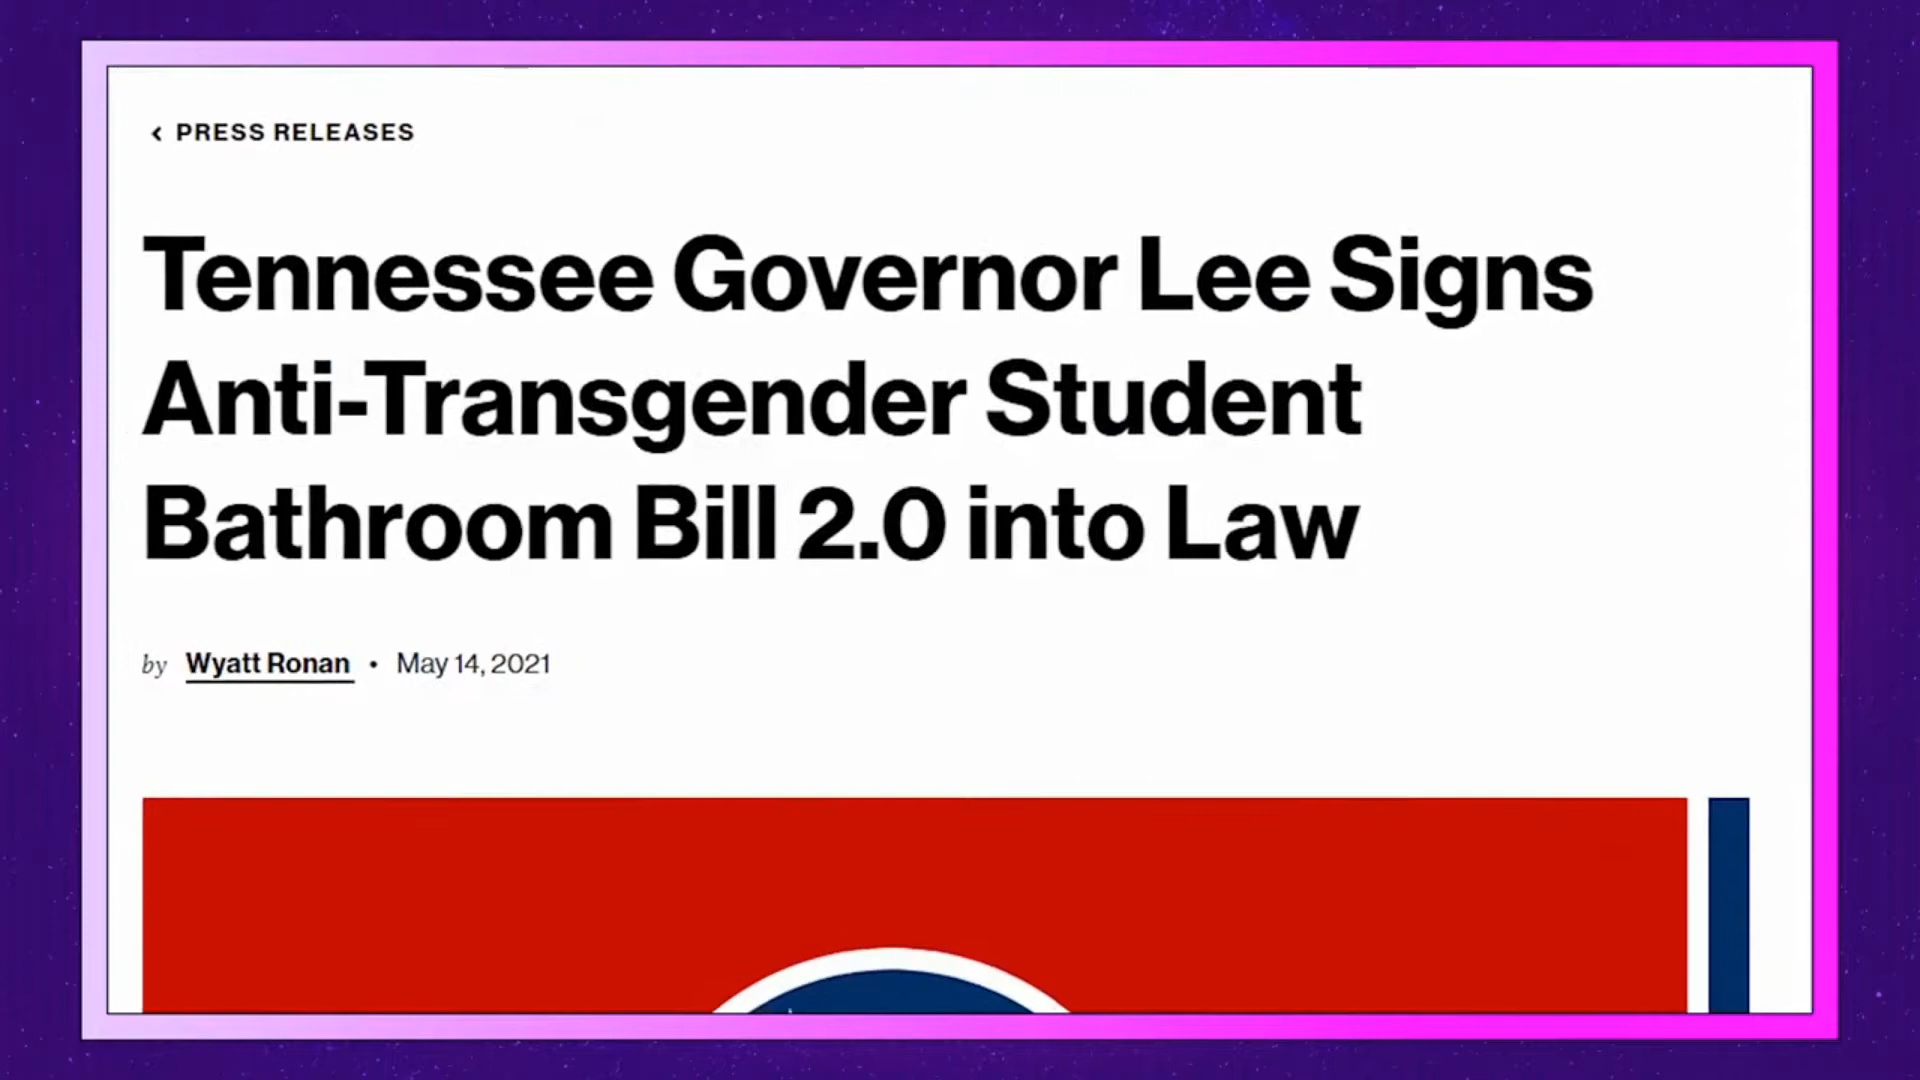 ‹ PRESS RELEASES
Tennessee Governor Lee Signs
Anti-Transgender Student
Bathroom Bill 2.0 into Law
by Wyatt Ronan • May 14, 2021